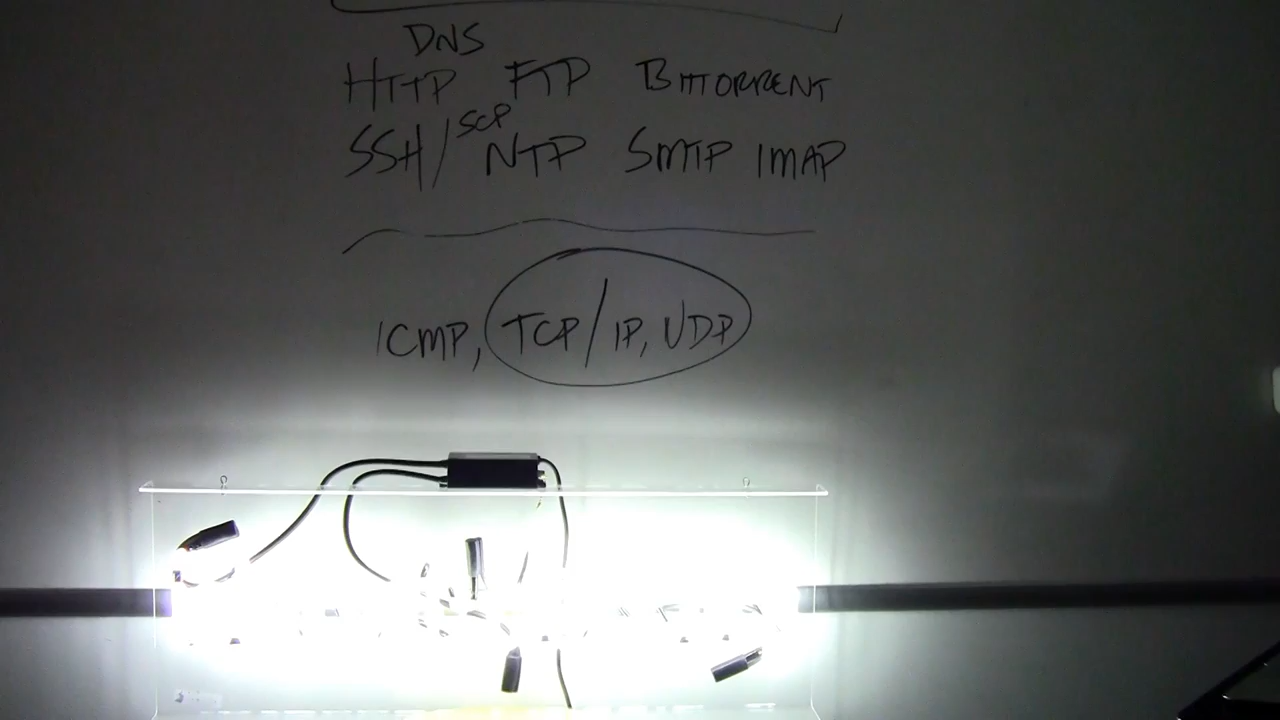 DNS
HTTP FTP BITTORRENT
SCP
SSH/ NTP SMTP IMAP
ICMP, TCP/IP, UDP